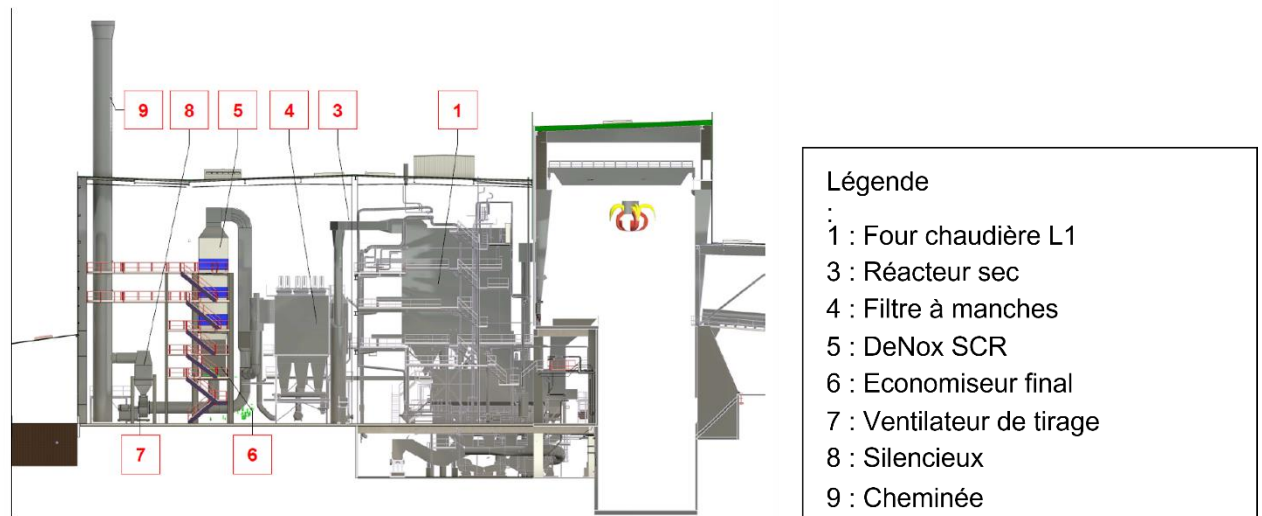 9 8 5 4 3 1
7 6
Légende
:
1 : Four chaudière L1
3 : Réacteur sec
4 : Filtre à manches
5 : DeNox SCR
6 : Economiseur final
7 : Ventilateur de tirage
8 : Silencieux
9 : Cheminée